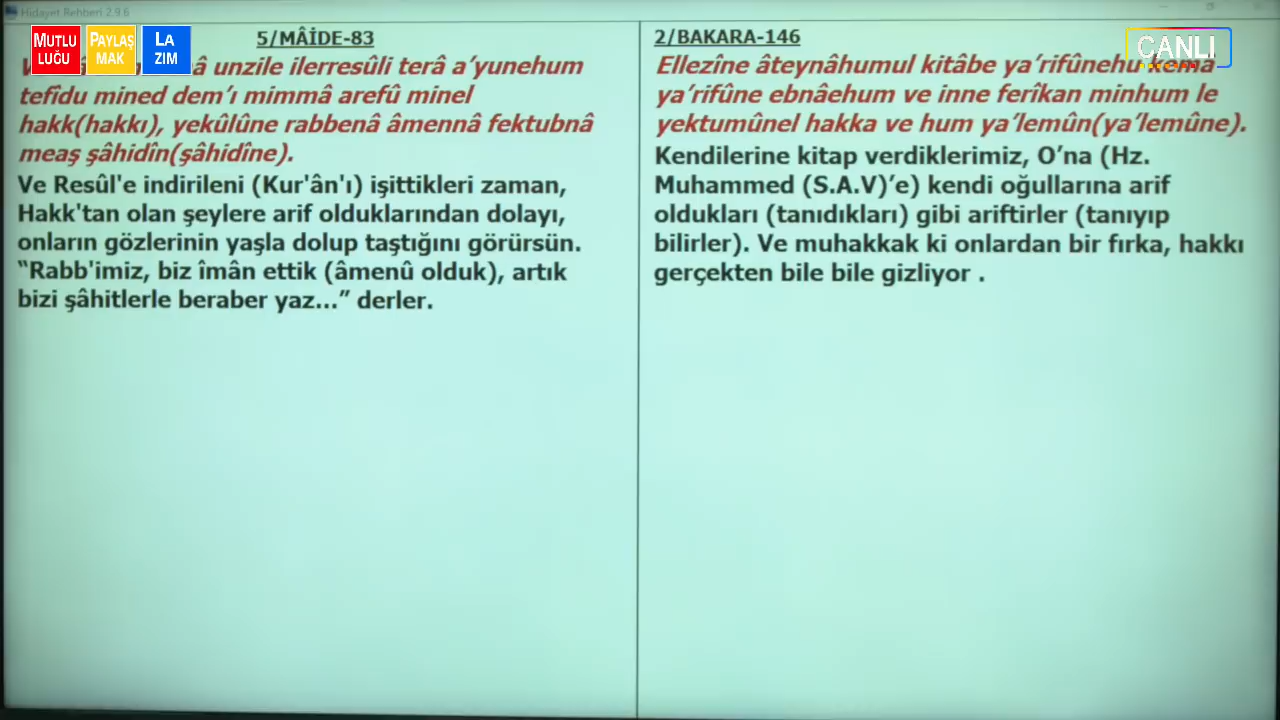 Hidayet Rehberi 2.9.6
MUTLU
LUĞU
PAYLAŞ
MAK
LA
ZIM
CANLI
5/MÂİDE-83
unzile ilerresûli terâ a’yunehum
tefîdu mined dem’ı mimmâ arefû minel
hakk(hakkı), yekûlûne rabbenâ âmennâ fektubnâ
meaş şâhidîn(şâhidîne).
Ve Resûl'e indirileni (Kur'ân'ı) işittikleri zaman,
Hakk'tan olan şeylere arif olduklarından dolayı,
onların gözlerinin yaşla dolup taştığını görürsün.
“Rabb'imiz, biz îmân ettik (âmenû olduk), artık
bizi şâhitlerle beraber yaz...” derler.
2/BAKARA-146
Ellezîne âteynâhumul kitâbe ya’rifûnehu kemâ
ya’rifûne ebnâehum ve inne ferîkan minhum le
yektumûnel hakka ve hum ya’lemûn(ya’lemûne).
Kendilerine kitap verdiklerimiz, O’na (Hz.
Muhammed (S.A.V)’e) kendi oğullarına arif
oldukları (tanıdıkları) gibi ariftirler (tanıyıp
bilirler). Ve muhakkak ki onlardan bir fırka, hakkı
gerçekten bile bile gizliyor .